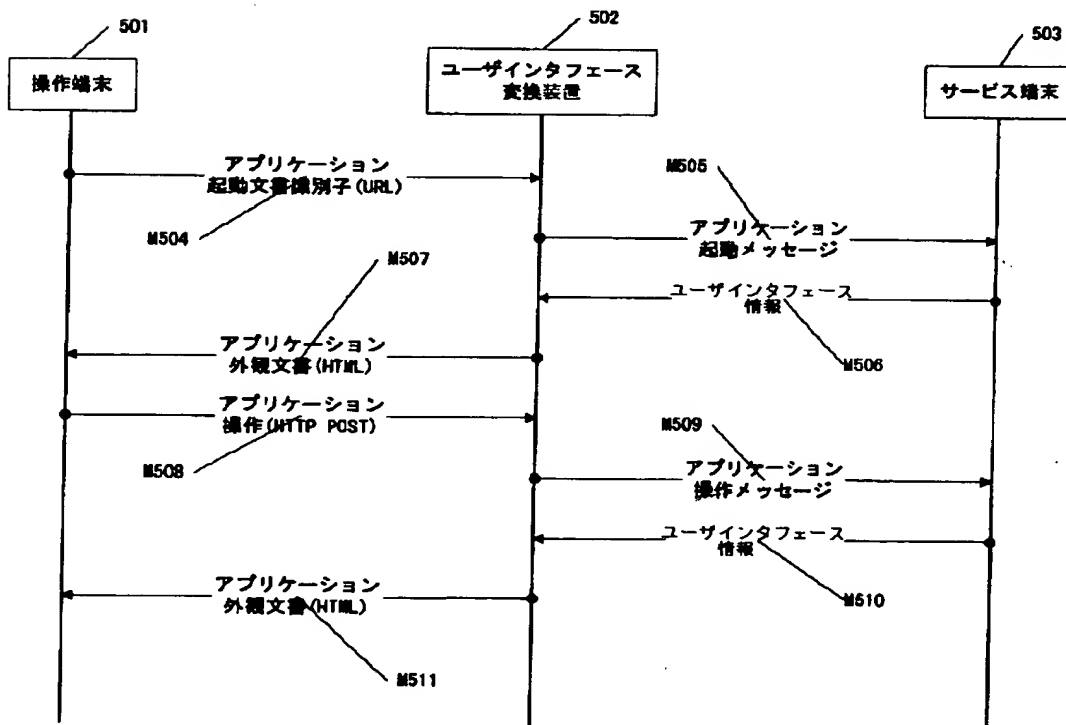 501
502
503
操作端末
ユーザインタフェース
変換装置
サービス端末
アプリケーション
起動文書識別子(URL)
M504
M505
アプリケーション
起動メッセージ
M507
ユーザインタフェース
情報
M506
アプリケーション
外観文書(HTML)
アプリケーション
操作(HTTP POST)
M508
M509
アプリケーション
操作メッセージ
ユーザインタフェース
情報
M510
アプリケーション
外観文書(HTML)
M511